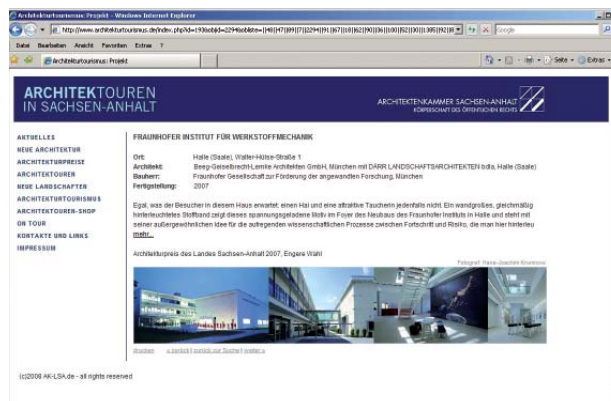 Architekturtourismus: Projekt - Windows Internet Explorer
Google
Datei Bearbeiten Ansicht Favoriten Extras ?
Architekturtourismus: Projekt
Seite Extras
ARCHITEKTOUREN
IN SACHSEN-ANHALT
ARCHITEKTENKAMMER SACHSEN-ANHALT
KÖRPERSCHAFT DES ÖFFENTLICHEN RECHTS
AKTUELLES
NEUE ARCHITEKTUR
ARCHITEKTURPREISE
ARCHITEKTOUREN
NEUE LANDSCHAFTEN
ARCHITEKTURTOURISMUS
ARCHITEKTOUREN-SHOP
ON TOUR
KONTAKTE UND LINKS
IMPRESSUM
FRAUNHOFER INSTITUT FÜR WERKSTOFFMECHANIK
Ort: Halle (Saale), Walter-Hülse-Straße 1
Architekt: Beeg-Geiselbrecht-Lemke Architekten GmbH, München mit DÄRR LANDSCHAFTSARCHITEKTEN bdla, Halle (Saale)
Bauherr: Fraunhofer Gesellschaft zur Förderung der angewandten Forschung, München
Fertigstellung: 2007
Egal, was der Besucher in diesem Haus erwartet: einen Hai und eine attraktive Taucherin jedenfalls nicht. Ein wandgroßes, gleichmäßig
hinterleuchtetes Stoffband zeigt dieses spannungsgeladene Motiv im Foyer des Neubaus des Fraunhofer Instituts in Halle und steht mit
seiner außergewöhnlichen Idee für die aufregenden wissenschaftlichen Prozesse zwischen Fortschritt und Risiko, die man hier hinterleu
mehr...
Architekturpreis des Landes Sachsen-Anhalt 2007, Engere Wahl
Fotograf: Hans-Joachim
drucken « zurück | zurück zur Suche | weiter »
(c)2008 AK-LSA.de - all rights reserved